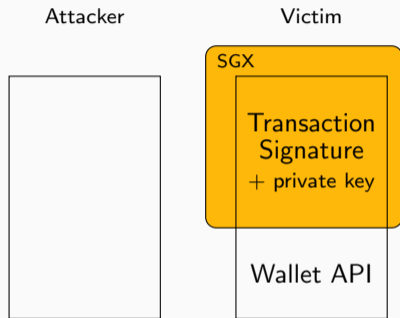 Attacker
Victim
SGX
Transaction
Signature
+ private key
Wallet API